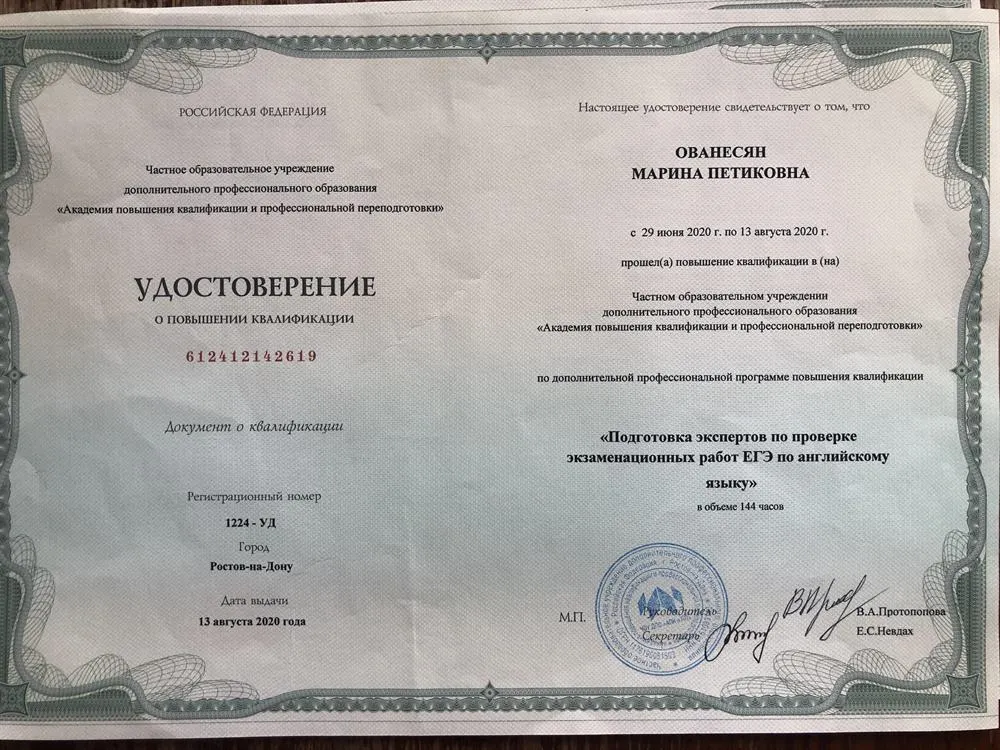 РОССИЙСКАЯ ФЕДЕРАЦИЯ
Частное образовательное учреждение
дополнительного профессионального образования
«Академия повышения квалификации и профессиональной переподготовки»
УДОСТОВЕРЕНИЕ
О ПОВЫШЕНИИ КВАЛИФИКАЦИИ
612412142619
Документ о квалификации
Регистрационный номер
1224 - УД
Город
Ростов-на-Дону
Дата выдачи
13 августа 2020 года
Настоящее удостоверение свидетельствует о том, что
ОВАНЕСЯН
МАРИНА ПЕТИКОВНА
с 29 июня 2020 г. по 13 августа 2020 г.
прошел(а) повышение квалификации в (на)
Частном образовательном учреждении
дополнительного профессионального образования
«Академия повышения квалификации и профессиональной переподготовки»
по дополнительной профессиональной программе повышения квалификации
«Подготовка экспертов по проверке
экзаменационных работ ЕГЭ по английскому
языку»
в объеме 144 часов
М.П.
Руководитель
В.А.Протопопова
Секретарь
Е.С.Невдах